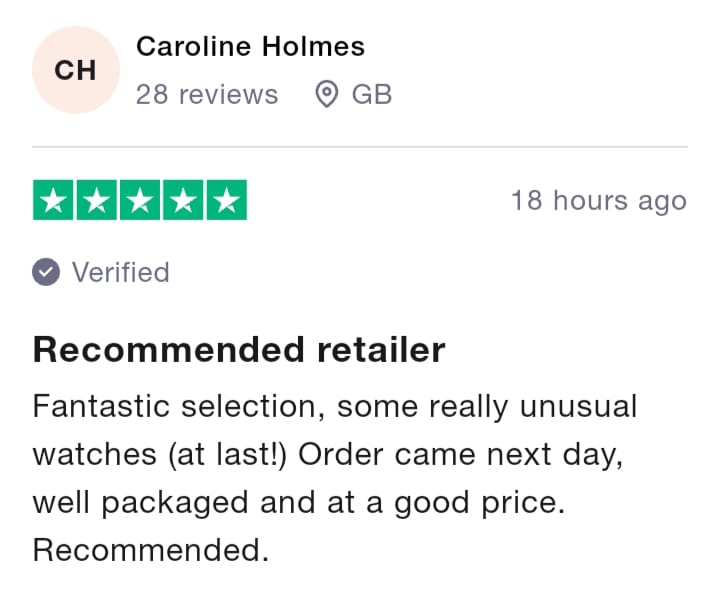 CH
Caroline Holmes
28 reviews GB
18 hours ago
Verified
Recommended retailer
Fantastic selection, some really unusual
watches (at last!) Order came next day,
well packaged and at a good price.
Recommended.